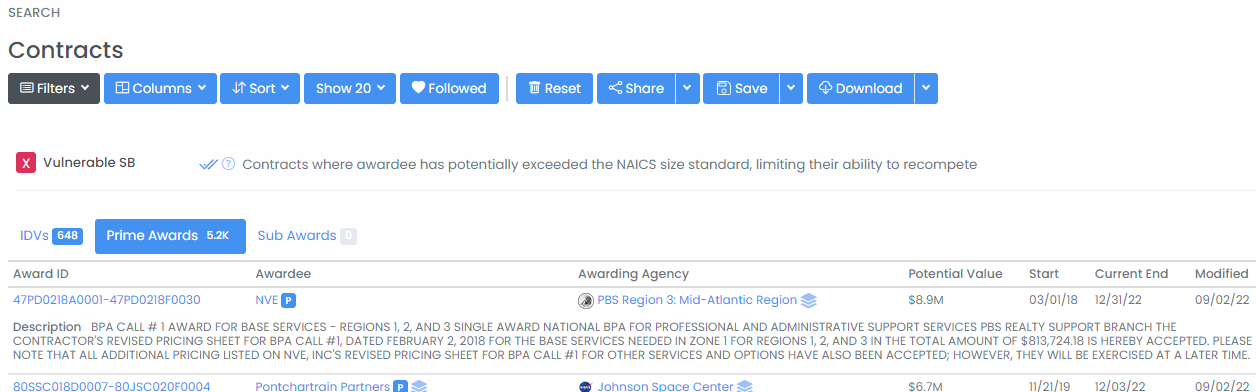 SEARCH
Contracts
Filters Columns Sort Show 20 Followed Reset Share Save Download
X Vulnerable SB ? Contracts where awardee has potentially exceeded the NAICS size standard, limiting their ability to recompete
IDVs 648 Prime Awards 5.2K Sub Awards 0
Award ID Awardee Awarding Agency Potential Value Start Current End Modified
47PD0218A0001-47PD0218F0030 NVE P PBS Region 3: Mid-Atlantic Region $8.9M 03/01/18 12/31/22 09/02/22
Description BPA CALL # 1 AWARD FOR BASE SERVICES - REGIONS 1, 2, AND 3 SINGLE AWARD NATIONAL BPA FOR PROFESSIONAL AND ADMINISTRATIVE SUPPORT SERVICES PBS REALTY SUPPORT BRANCH THE
CONTRACTOR'S REVISED PRICING SHEET FOR BPA CALL #1, DATED FEBRUARY 2, 2018 FOR THE BASE SERVICES NEEDED IN ZONE 1 FOR REGIONS 1, 2, AND 3 IN THE TOTAL AMOUNT OF $813,724.18 IS HEREBY ACCEPTED. PLEASE
NOTE THAT ALL ADDITIONAL PRICING LISTED ON NVE, INC'S REVISED PRICING SHEET FOR BPA CALL #1 FOR OTHER SERVICES AND OPTIONS HAVE ALSO BEEN ACCEPTED; HOWEVER, THEY WILL BE EXERCISED AT A LATER TIME.
80SSC018D0007-80JSC020F0004 Pontchartrain Partners P Johnson Space Center $6.7M 11/21/19 12/03/22 09/02/22